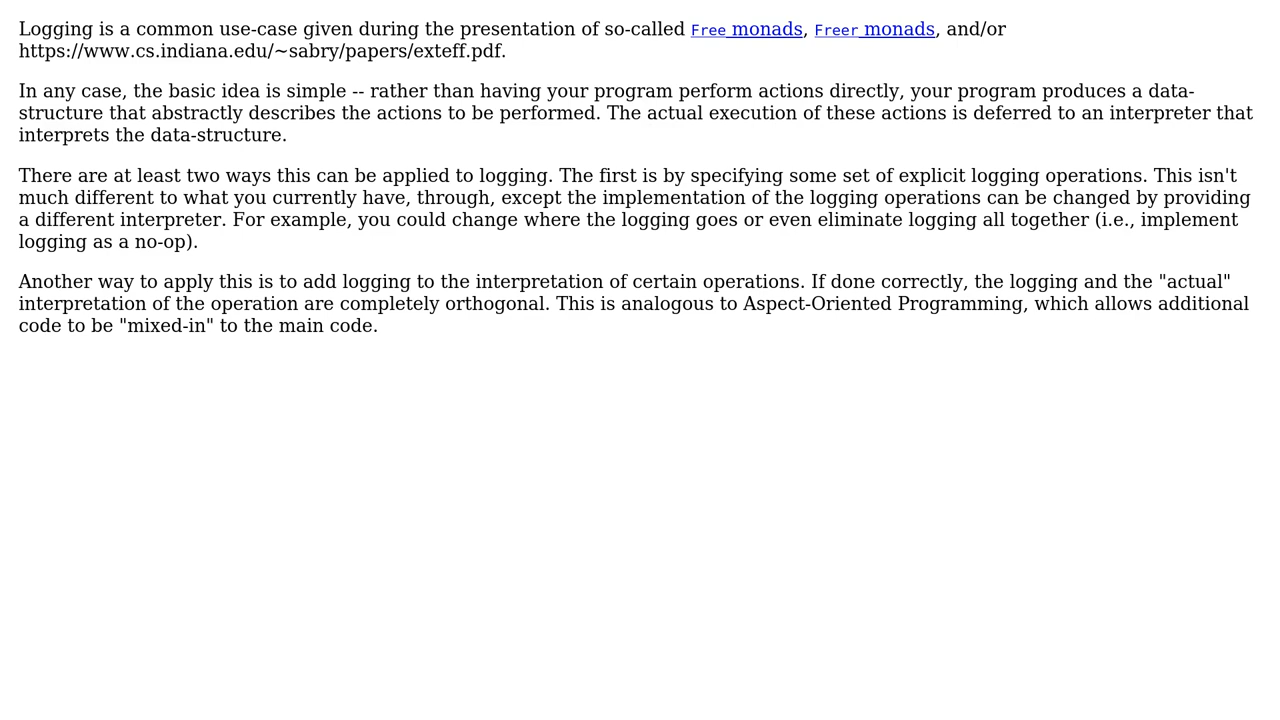 Logging is a common use-case given during the presentation of so-called Free monads, Freer monads, and/or
https://www.cs.indiana.edu/~sabry/papers/exteff.pdf.
In any case, the basic idea is simple -- rather than having your program perform actions directly, your program produces a data-
structure that abstractly describes the actions to be performed. The actual execution of these actions is deferred to an interpreter that
interprets the data-structure.
There are at least two ways this can be applied to logging. The first is by specifying some set of explicit logging operations. This isn't
much different to what you currently have, through, except the implementation of the logging operations can be changed by providing
a different interpreter. For example, you could change where the logging goes or even eliminate logging all together (i.e., implement
logging as a no-op).
Another way to apply this is to add logging to the interpretation of certain operations. If done correctly, the logging and the "actual"
interpretation of the operation are completely orthogonal. This is analogous to Aspect-Oriented Programming, which allows additional
code to be "mixed-in" to the main code.